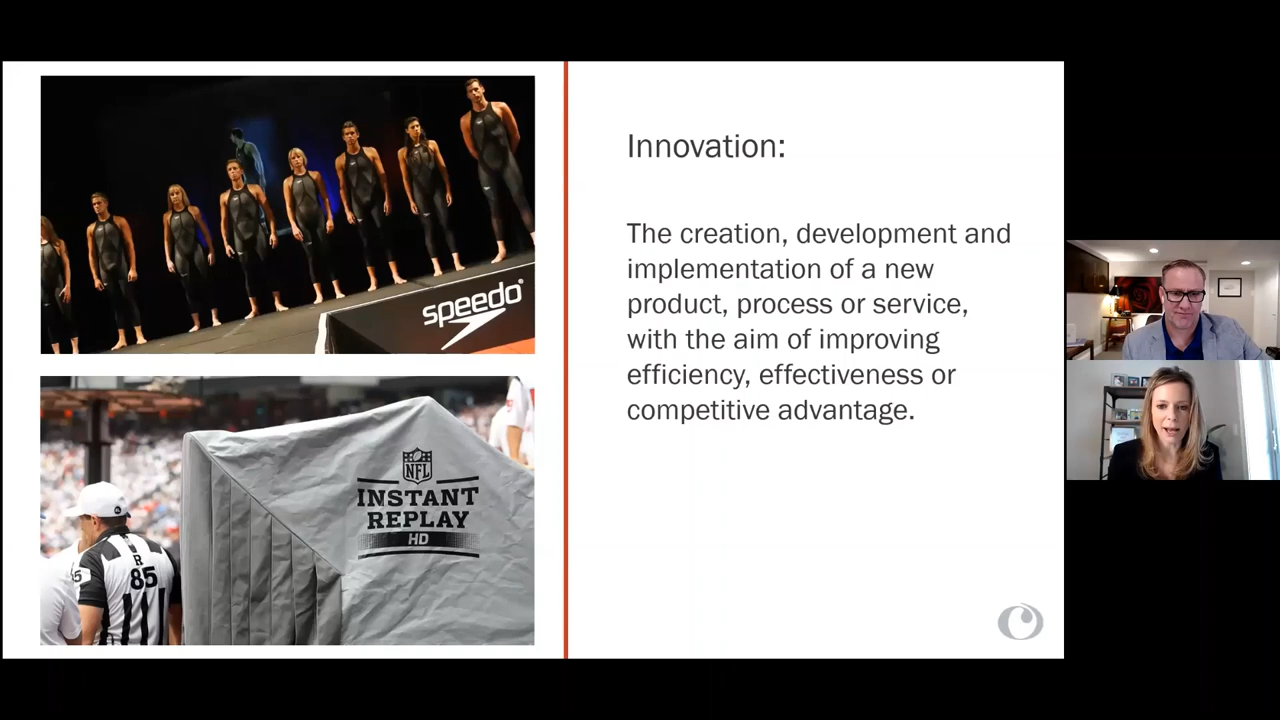 speedo
NFL
INSTANT
REPLAY
HD
R
85
Innovation:
The creation, development and
implementation of a new
product, process or service,
with the aim of improving
efficiency, effectiveness or
competitive advantage.